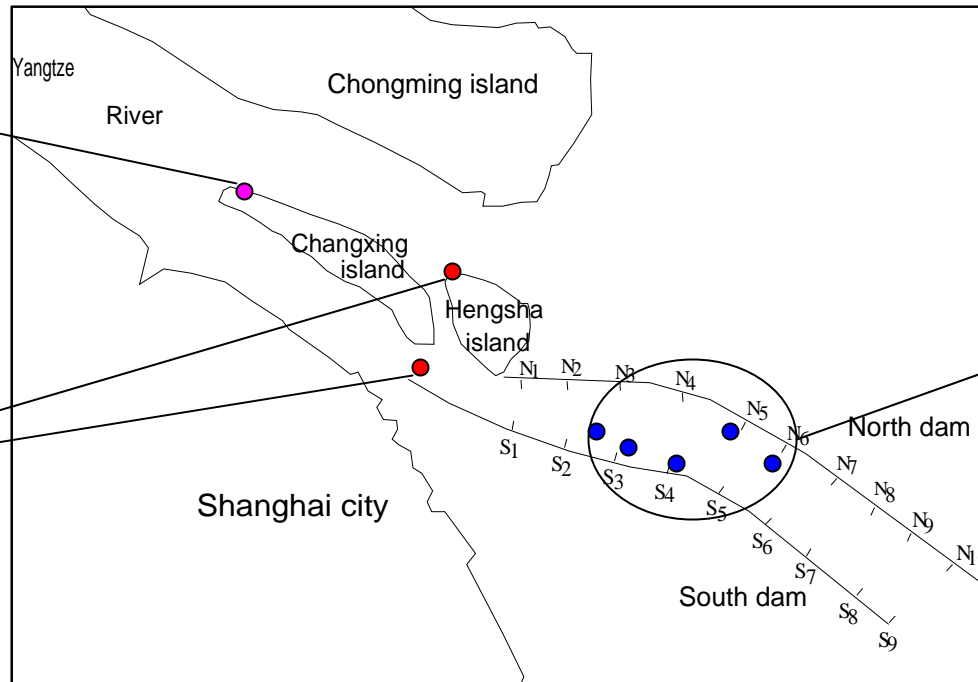 Yangtze
River
Chongming island
Changxing
island
Hengsha
island
N1
N2
N3
N4
N5
N6
North dam
N7
N8
N9
N1
S1
S2
S3
S4
S5
S6
S7
S8
S9
Shanghai city
South dam